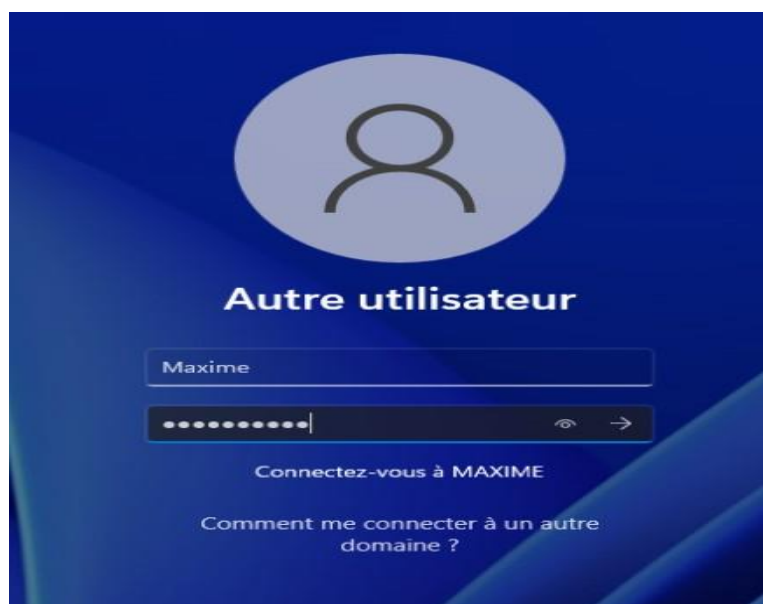 Autre utilisateur
Maxime
••••••••••
Connectez-vous à MAXIME
Comment me connecter à un autre
domaine ?